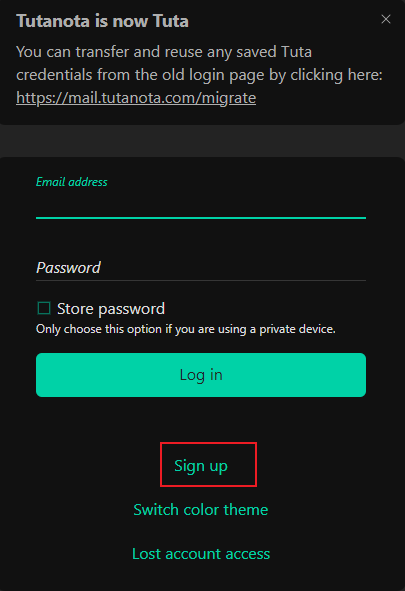 Tutanota is now Tuta
You can transfer and reuse any saved Tuta
credentials from the old login page by clicking here:
https://mail.tutanota.com/migrate
Email address
Password
Store password
Only choose this option if you are using a private device.
Log in
Sign up
Switch color theme
Lost account access